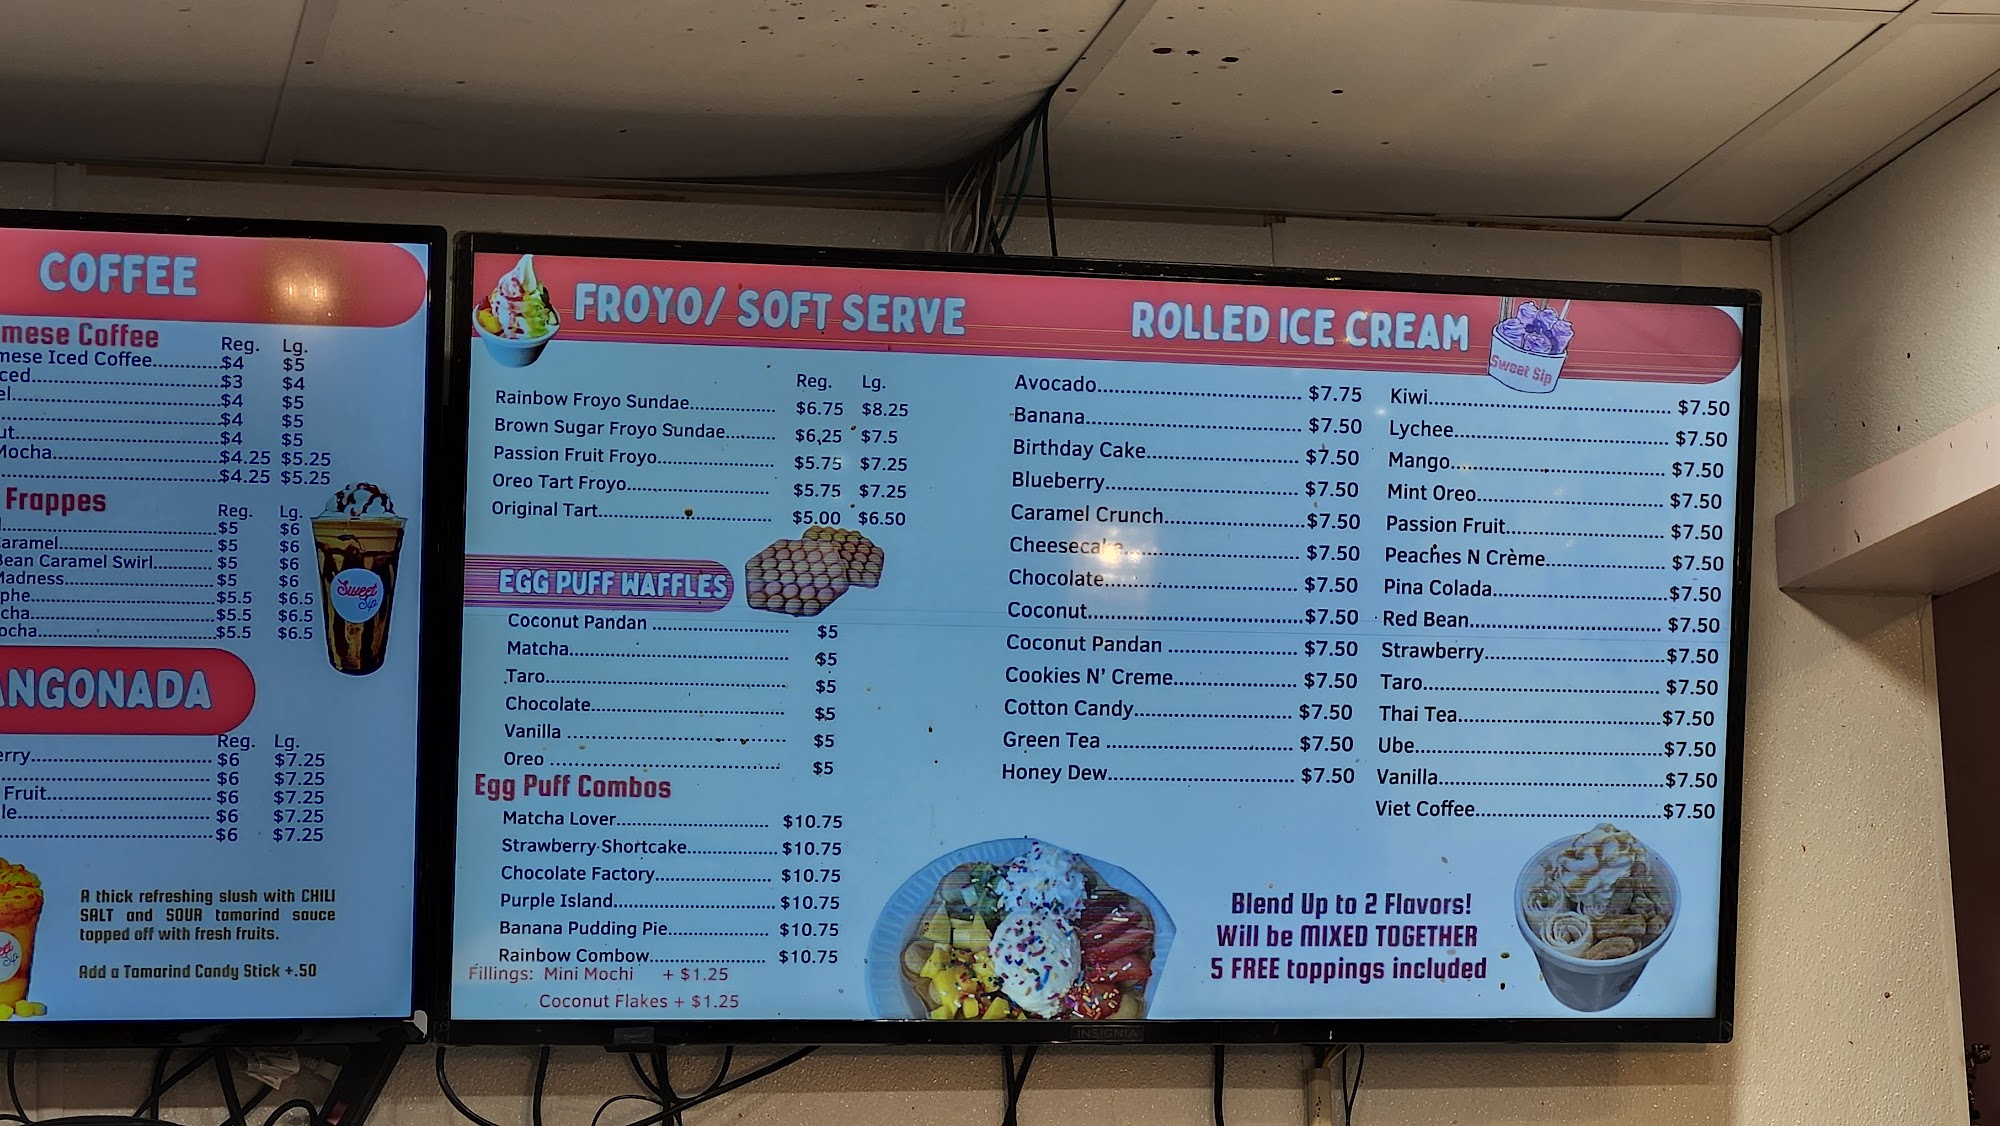 COFFEE
mese Coffee
Reg. Lg.
mese Iced Coffee............$4 $5
ced..............................$3 $4
el..................................$4 $5
..................................$4 $5
ut..................................$4 $5
Mocha..........................$4.25 $5.25
..................................$4.25 $5.25
Frappes
Reg. Lg.
..................................$5 $6
aramel..........................$5 $6
Bean Caramel Swirl..........$5 $6
Madness........................$5 $6
phe..............................$5.5 $6.5
cha..............................$5.5 $6.5
ocha.............................$5.5 $6.5
Sweet Sip
ANGONADA
Reg. Lg.
erry..............................$6 $7.25
..................................$6 $7.25
Fruit..............................$6 $7.25
le..................................$6 $7.25
..................................$6 $7.25
A thick refreshing slush with CHILI
SALT and SOUR tamarind sauce
topped off with fresh fruits.
Add a Tamarind Candy Stick +.50
FROYO/ SOFT SERVE
Reg. Lg.
Rainbow Froyo Sundae............... $6.75 $8.25
Brown Sugar Froyo Sundae......... $6,25 $7.5
Passion Fruit Froyo.................... $5.75 $7.25
Oreo Tart Froyo......................... $5.75 $7.25
Original Tart.............................. $5.00 $6.50
EGG PUFF WAFFLES
Coconut Pandan ........................ $5
Matcha...................................... $5
Taro.......................................... $5
Chocolate.................................. $5
Vanilla ...................................... $5
Oreo ......................................... $5
Egg Puff Combos
Matcha Lover............................ $10.75
Strawberry Shortcake................ $10.75
Chocolate Factory..................... $10.75
Purple Island............................ $10.75
Banana Pudding Pie.................. $10.75
Rainbow Combow..................... $10.75
Fillings: Mini Mochi + $1.25
Coconut Flakes + $1.25
ROLLED ICE CREAM
Sweet Sip
Avocado.................................. $7.75
Banana.................................... $7.50
Birthday Cake.......................... $7.50
Blueberry................................. $7.50
Caramel Crunch.......................$7.50
Cheesecake............................. $7.50
Chocolate................................ $7.50
Coconut...................................$7.50
Coconut Pandan ..................... $7.50
Cookies N' Creme.................... $7.50
Cotton Candy.......................... $7.50
Green Tea ............................... $7.50
Honey Dew.............................. $7.50
Kiwi........................................ $7.50
Lychee.................................... $7.50
Mango.................................... $7.50
Mint Oreo............................... $7.50
Passion Fruit........................... $7.50
Peaches N Crème.................... $7.50
Pina Colada.............................$7.50
Red Bean................................ $7.50
Strawberry..............................$7.50
Taro....................................... $7.50
Thai Tea..................................$7.50
Ube........................................$7.50
Vanilla....................................$7.50
Viet Coffee..............................$7.50
Blend Up to 2 Flavors!
Will be MIXED TOGETHER
5 FREE toppings included
INSIGNIA